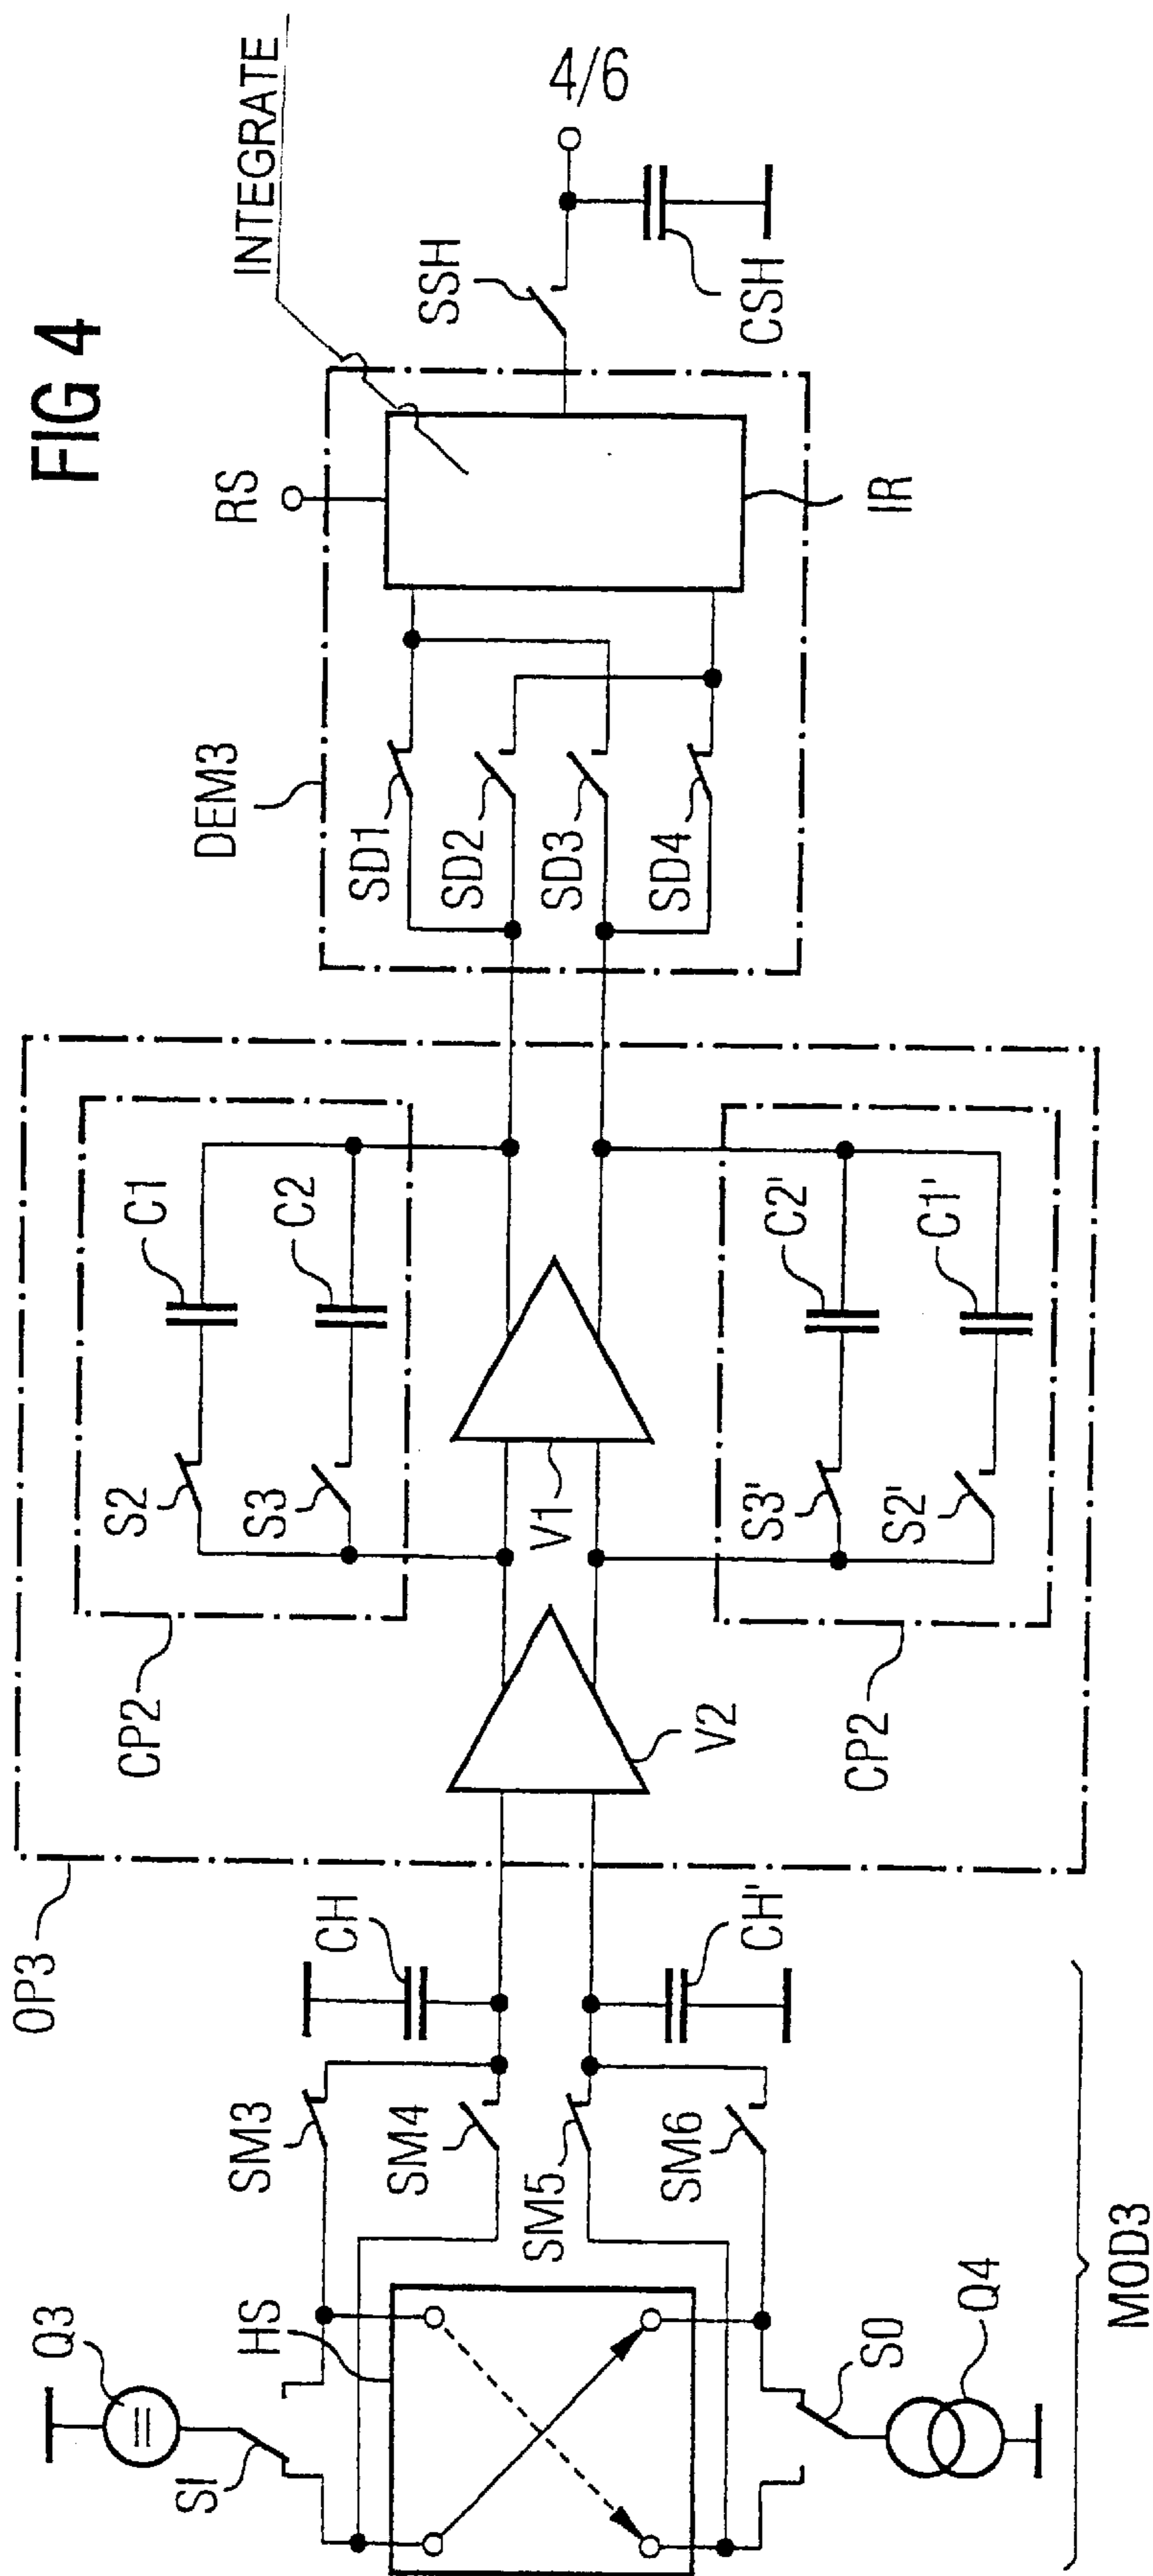 FIG 4
OP3
CP2
S2
C1
S3
C2
V2
V1
S3'
C2'
S2'
C1'
CP2
DEM3
SD1
SD2
SD3
SD4
RS
INTEGRATE
IR
SSH
CSH
4/6
Q3
SI
HS
SM3
SM4
SM5
SM6
CH
CH'
SO
Q4
MOD3